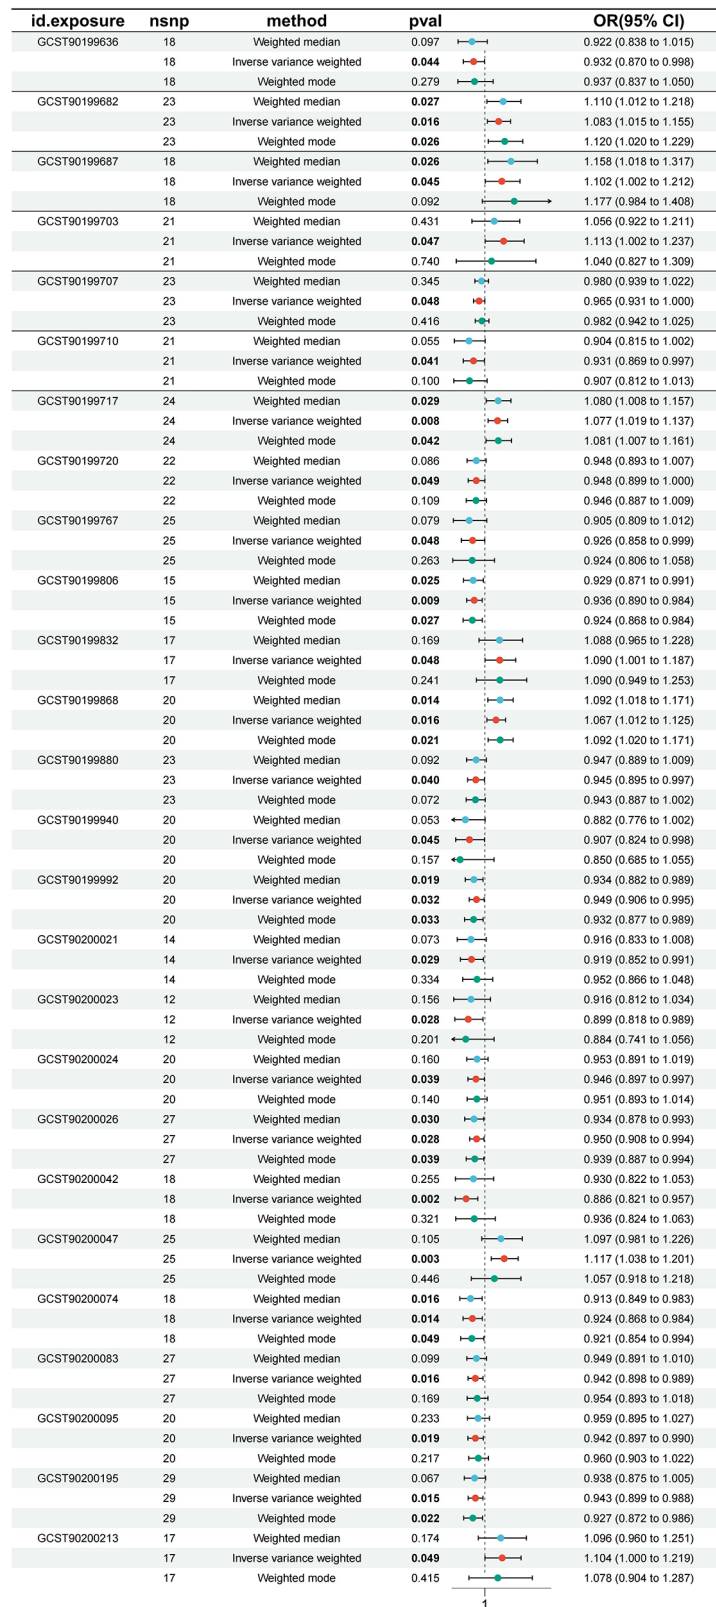 id.exposure nsnp method pval OR(95% CI)
GCST90199636 18 Weighted median 0.097 0.922 (0.838 to 1.015)
18 Inverse variance weighted 0.044 0.932 (0.870 to 0.998)
18 Weighted mode 0.279 0.937 (0.837 to 1.050)
GCST90199682 23 Weighted median 0.027 1.110 (1.012 to 1.218)
23 Inverse variance weighted 0.016 1.083 (1.015 to 1.155)
23 Weighted mode 0.026 1.120 (1.020 to 1.229)
GCST90199687 18 Weighted median 0.026 1.158 (1.018 to 1.317)
18 Inverse variance weighted 0.045 1.102 (1.002 to 1.212)
18 Weighted mode 0.092 1.177 (0.984 to 1.408)
GCST90199703 21 Weighted median 0.431 1.056 (0.922 to 1.211)
21 Inverse variance weighted 0.047 1.113 (1.002 to 1.237)
21 Weighted mode 0.740 1.040 (0.827 to 1.309)
GCST90199707 23 Weighted median 0.345 0.980 (0.939 to 1.022)
23 Inverse variance weighted 0.048 0.965 (0.931 to 1.000)
23 Weighted mode 0.416 0.982 (0.942 to 1.025)
GCST90199710 21 Weighted median 0.055 0.904 (0.815 to 1.002)
21 Inverse variance weighted 0.041 0.931 (0.869 to 0.997)
21 Weighted mode 0.100 0.907 (0.812 to 1.013)
GCST90199717 24 Weighted median 0.029 1.080 (1.008 to 1.157)
24 Inverse variance weighted 0.008 1.077 (1.019 to 1.137)
24 Weighted mode 0.042 1.081 (1.007 to 1.161)
GCST90199720 22 Weighted median 0.086 0.948 (0.893 to 1.007)
22 Inverse variance weighted 0.049 0.948 (0.899 to 1.000)
22 Weighted mode 0.109 0.946 (0.887 to 1.009)
GCST90199767 25 Weighted median 0.079 0.905 (0.809 to 1.012)
25 Inverse variance weighted 0.048 0.926 (0.858 to 0.999)
25 Weighted mode 0.263 0.924 (0.806 to 1.058)
GCST90199806 15 Weighted median 0.025 0.929 (0.871 to 0.991)
15 Inverse variance weighted 0.009 0.936 (0.890 to 0.984)
15 Weighted mode 0.027 0.924 (0.868 to 0.984)
GCST90199832 17 Weighted median 0.169 1.088 (0.965 to 1.228)
17 Inverse variance weighted 0.048 1.090 (1.001 to 1.187)
17 Weighted mode 0.241 1.090 (0.949 to 1.253)
GCST90199868 20 Weighted median 0.014 1.092 (1.018 to 1.171)
20 Inverse variance weighted 0.016 1.067 (1.012 to 1.125)
20 Weighted mode 0.021 1.092 (1.020 to 1.171)
GCST90199880 23 Weighted median 0.092 0.947 (0.889 to 1.009)
23 Inverse variance weighted 0.040 0.945 (0.895 to 0.997)
23 Weighted mode 0.072 0.943 (0.887 to 1.002)
GCST90199940 20 Weighted median 0.053 0.882 (0.776 to 1.002)
20 Inverse variance weighted 0.045 0.907 (0.824 to 0.998)
20 Weighted mode 0.157 0.850 (0.685 to 1.055)
GCST90199992 20 Weighted median 0.019 0.934 (0.882 to 0.989)
20 Inverse variance weighted 0.032 0.949 (0.906 to 0.995)
20 Weighted mode 0.033 0.932 (0.877 to 0.989)
GCST90200021 14 Weighted median 0.073 0.916 (0.833 to 1.008)
14 Inverse variance weighted 0.029 0.919 (0.852 to 0.991)
14 Weighted mode 0.334 0.952 (0.866 to 1.048)
GCST90200023 12 Weighted median 0.156 0.916 (0.812 to 1.034)
12 Inverse variance weighted 0.028 0.899 (0.818 to 0.989)
12 Weighted mode 0.201 0.884 (0.741 to 1.056)
GCST90200024 20 Weighted median 0.160 0.953 (0.891 to 1.019)
20 Inverse variance weighted 0.039 0.946 (0.897 to 0.997)
20 Weighted mode 0.140 0.951 (0.893 to 1.014)
GCST90200026 27 Weighted median 0.030 0.934 (0.878 to 0.993)
27 Inverse variance weighted 0.028 0.950 (0.908 to 0.994)
27 Weighted mode 0.039 0.939 (0.887 to 0.994)
GCST90200042 18 Weighted median 0.255 0.930 (0.822 to 1.053)
18 Inverse variance weighted 0.002 0.886 (0.821 to 0.957)
18 Weighted mode 0.321 0.936 (0.824 to 1.063)
GCST90200047 25 Weighted median 0.105 1.097 (0.981 to 1.226)
25 Inverse variance weighted 0.003 1.117 (1.038 to 1.201)
25 Weighted mode 0.446 1.057 (0.918 to 1.218)
GCST90200074 18 Weighted median 0.016 0.913 (0.849 to 0.983)
18 Inverse variance weighted 0.014 0.924 (0.868 to 0.984)
18 Weighted mode 0.049 0.921 (0.854 to 0.994)
GCST90200083 27 Weighted median 0.099 0.949 (0.891 to 1.010)
27 Inverse variance weighted 0.016 0.942 (0.898 to 0.989)
27 Weighted mode 0.169 0.954 (0.893 to 1.018)
GCST90200095 20 Weighted median 0.233 0.959 (0.895 to 1.027)
20 Inverse variance weighted 0.019 0.942 (0.897 to 0.990)
20 Weighted mode 0.217 0.960 (0.903 to 1.022)
GCST90200195 29 Weighted median 0.067 0.938 (0.875 to 1.005)
29 Inverse variance weighted 0.015 0.943 (0.899 to 0.988)
29 Weighted mode 0.022 0.927 (0.872 to 0.986)
GCST90200213 17 Weighted median 0.174 1.096 (0.960 to 1.251)
17 Inverse variance weighted 0.049 1.104 (1.000 to 1.219)
17 Weighted mode 0.415 1.078 (0.904 to 1.287)
1